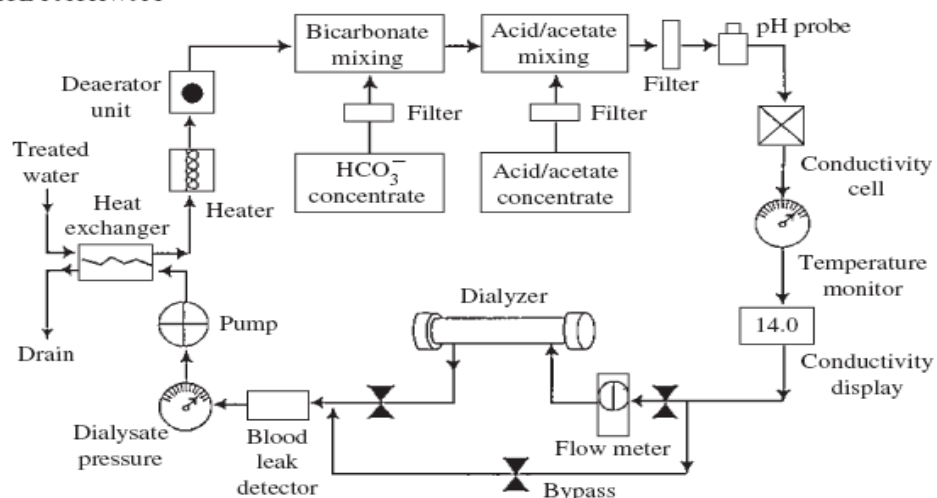 Bicarbonate
mixing
Acid/acetate
mixing
pH probe
Filter
Deaerator
unit
Filter
Filter
Treated
water
Heater
HCO₃⁻
concentrate
Acid/acetate
concentrate
Conductivity
cell
Heat
exchanger
Temperature
monitor
Dialyzer
Pump
14.0
Drain
Conductivity
display
Dialysate
pressure
Blood
leak
detector
Flow meter
Bypass